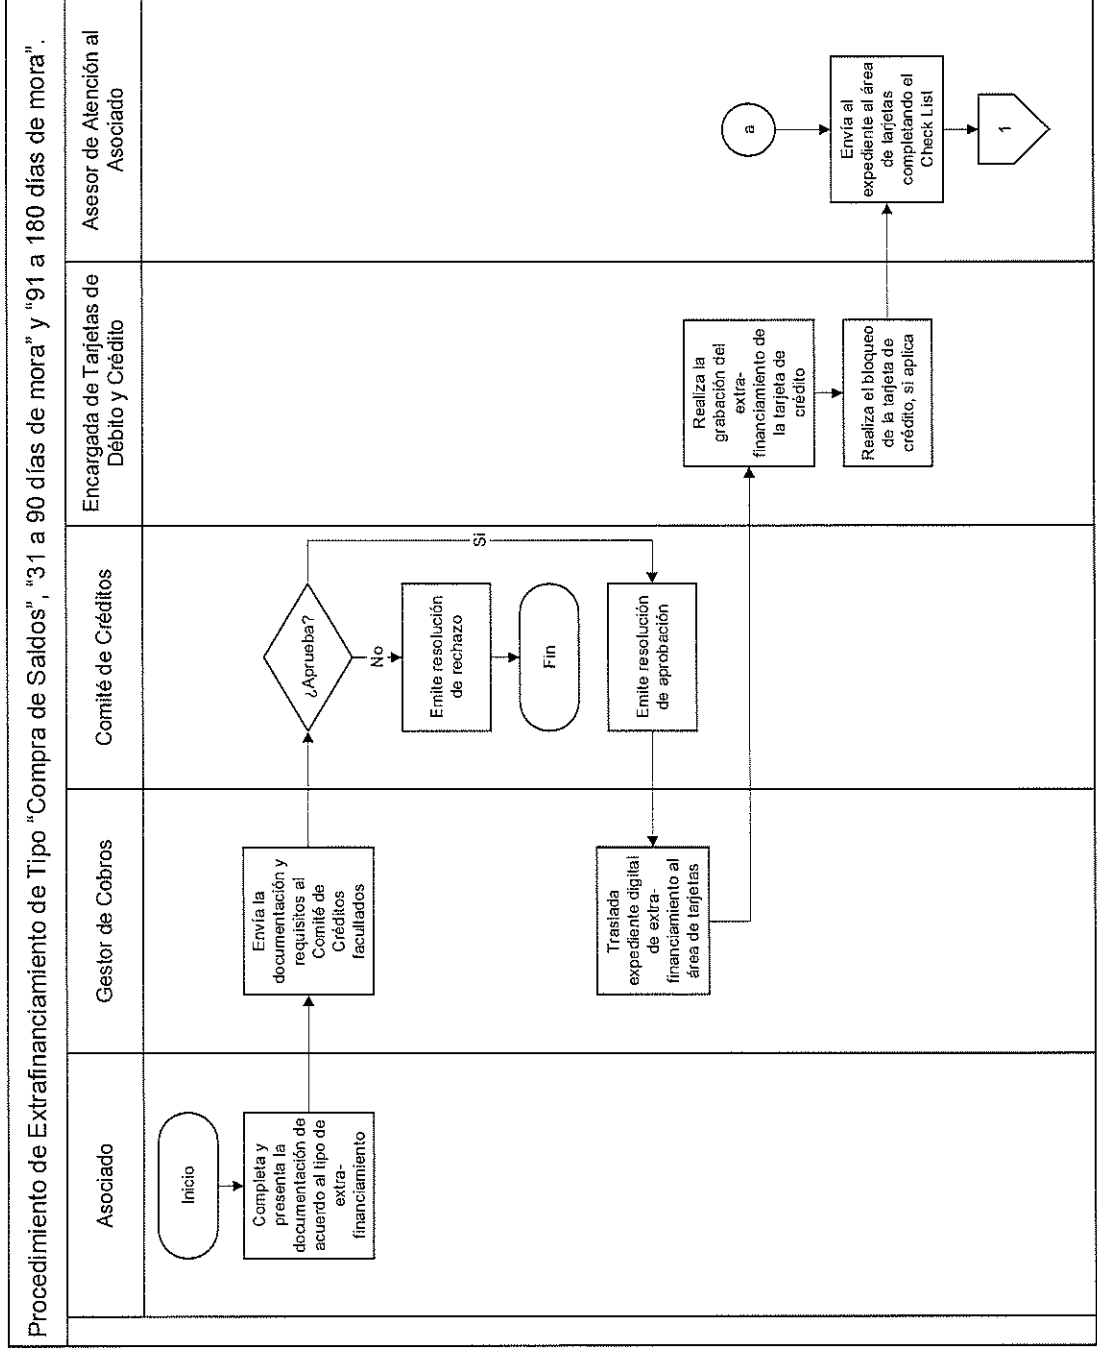 Procedimiento de Extrafinanciamiento de Tipo "Compra de Saldos", "31 a 90 días de mora" y "91 a 180 días de mora".
Asociado
Gestor de Cobros
Comité de Créditos
Encargada de Tarjetas de
Débito y Crédito
Asesor de Atención al
Asociado
Inicio
Completa y
presenta la
documentación de
acuerdo al tipo de
extra-
financiamiento
Envía la
documentación y
requisitos al
Comité de
Créditos
facultados
¿Aprueba?
No
Si
Emite resolución
de rechazo
Fin
Emite resolución
de aprobación
Traslada
expediente digital
de extra-
financiamiento al
área de tarjetas
Realiza la
grabación del
extra-
financiamiento de
la tarjeta de
crédito
Realiza el bloqueo
de la tarjeta de
crédito, si aplica
a
Envía al
expediente al área
de tarjetas
completando el
Check List
1